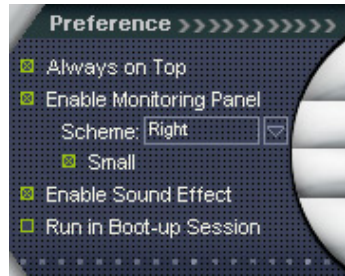 Preference >>>>>>>>>>>
Always on Top
Enable Monitoring Panel
Scheme: Right
Small
Enable Sound Effect
Run in Boot-up Session